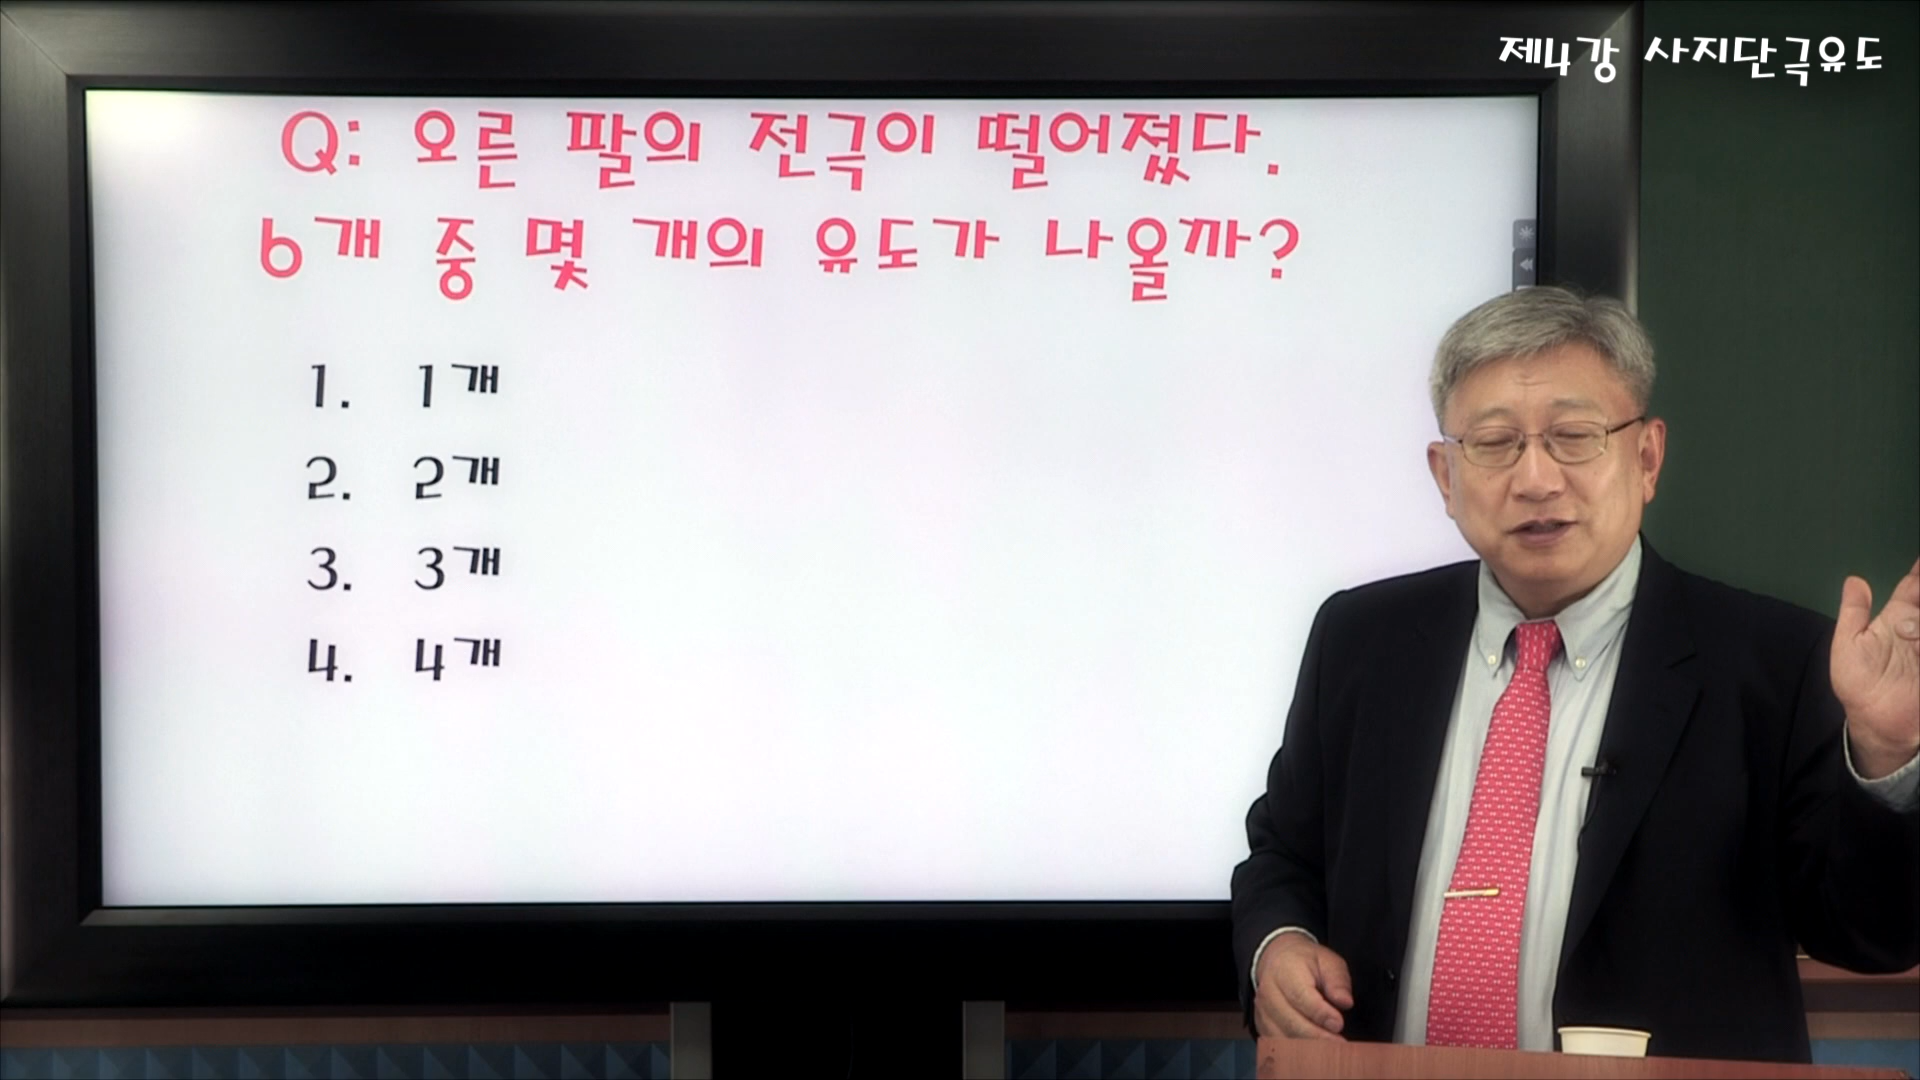 제4강 사지단극유도
Q: 오른 팔의 전극이 떨어졌다.
6개 중 몇 개의 유도가 나올까?
1. 1개
2. 2개
3. 3개
4. 4개